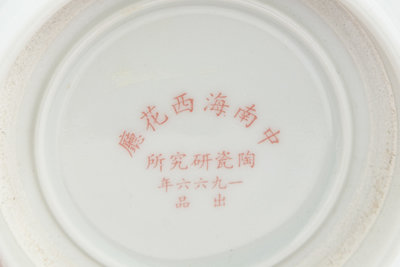 中南海西花廳
陶瓷研究所
一九六六年
出品